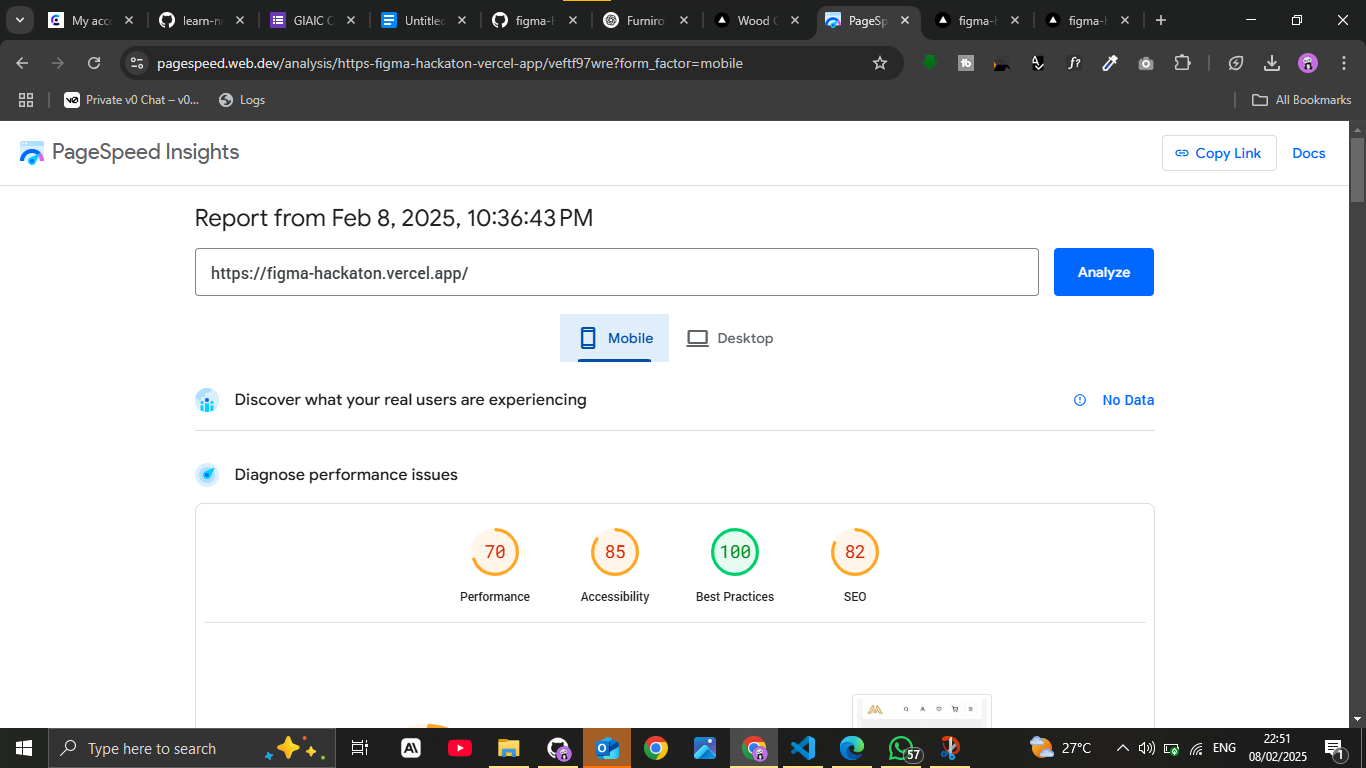 My acc
learn-n
GIAIC C
Untitle
figma-h
Furniro
Wood C
PageSp
figma-h
figma-h
pagespeed.web.dev/analysis/https-figma-hackaton-vercel-app/veftf97wre?form_factor=mobile
Private v0 Chat – v0...
Logs
All Bookmarks
PageSpeed Insights
Copy Link
Docs
Report from Feb 8, 2025, 10:36:43 PM
https://figma-hackaton.vercel.app/
Analyze
Mobile
Desktop
Discover what your real users are experiencing
No Data
Diagnose performance issues
70
85
100
82
Performance
Accessibility
Best Practices
SEO
Type here to search
57
27°C
ENG
22:51
08/02/2025
1